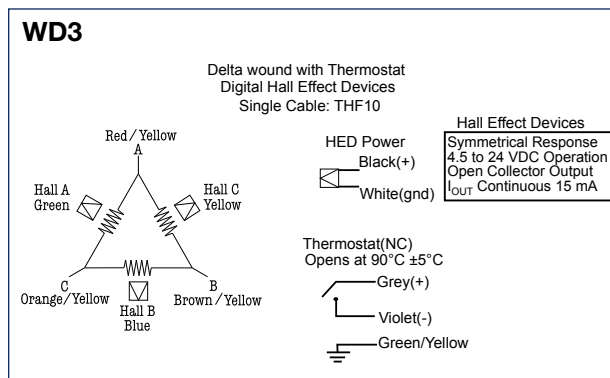 WD3
Delta wound with Thermostat
Digital Hall Effect Devices
Single Cable: THF10
Red/Yellow
A
Hall A
Green
Hall C
Yellow
C
Orange/Yellow
B
Brown/Yellow
Hall B
Blue
HED Power
Black(+)
White(gnd)
Hall Effect Devices
Symmetrical Response
4.5 to 24 VDC Operation
Open Collector Output
IOUT Continuous 15 mA
Thermostat(NC)
Opens at 90°C ±5°C
Grey(+)
Violet(-)
Green/Yellow